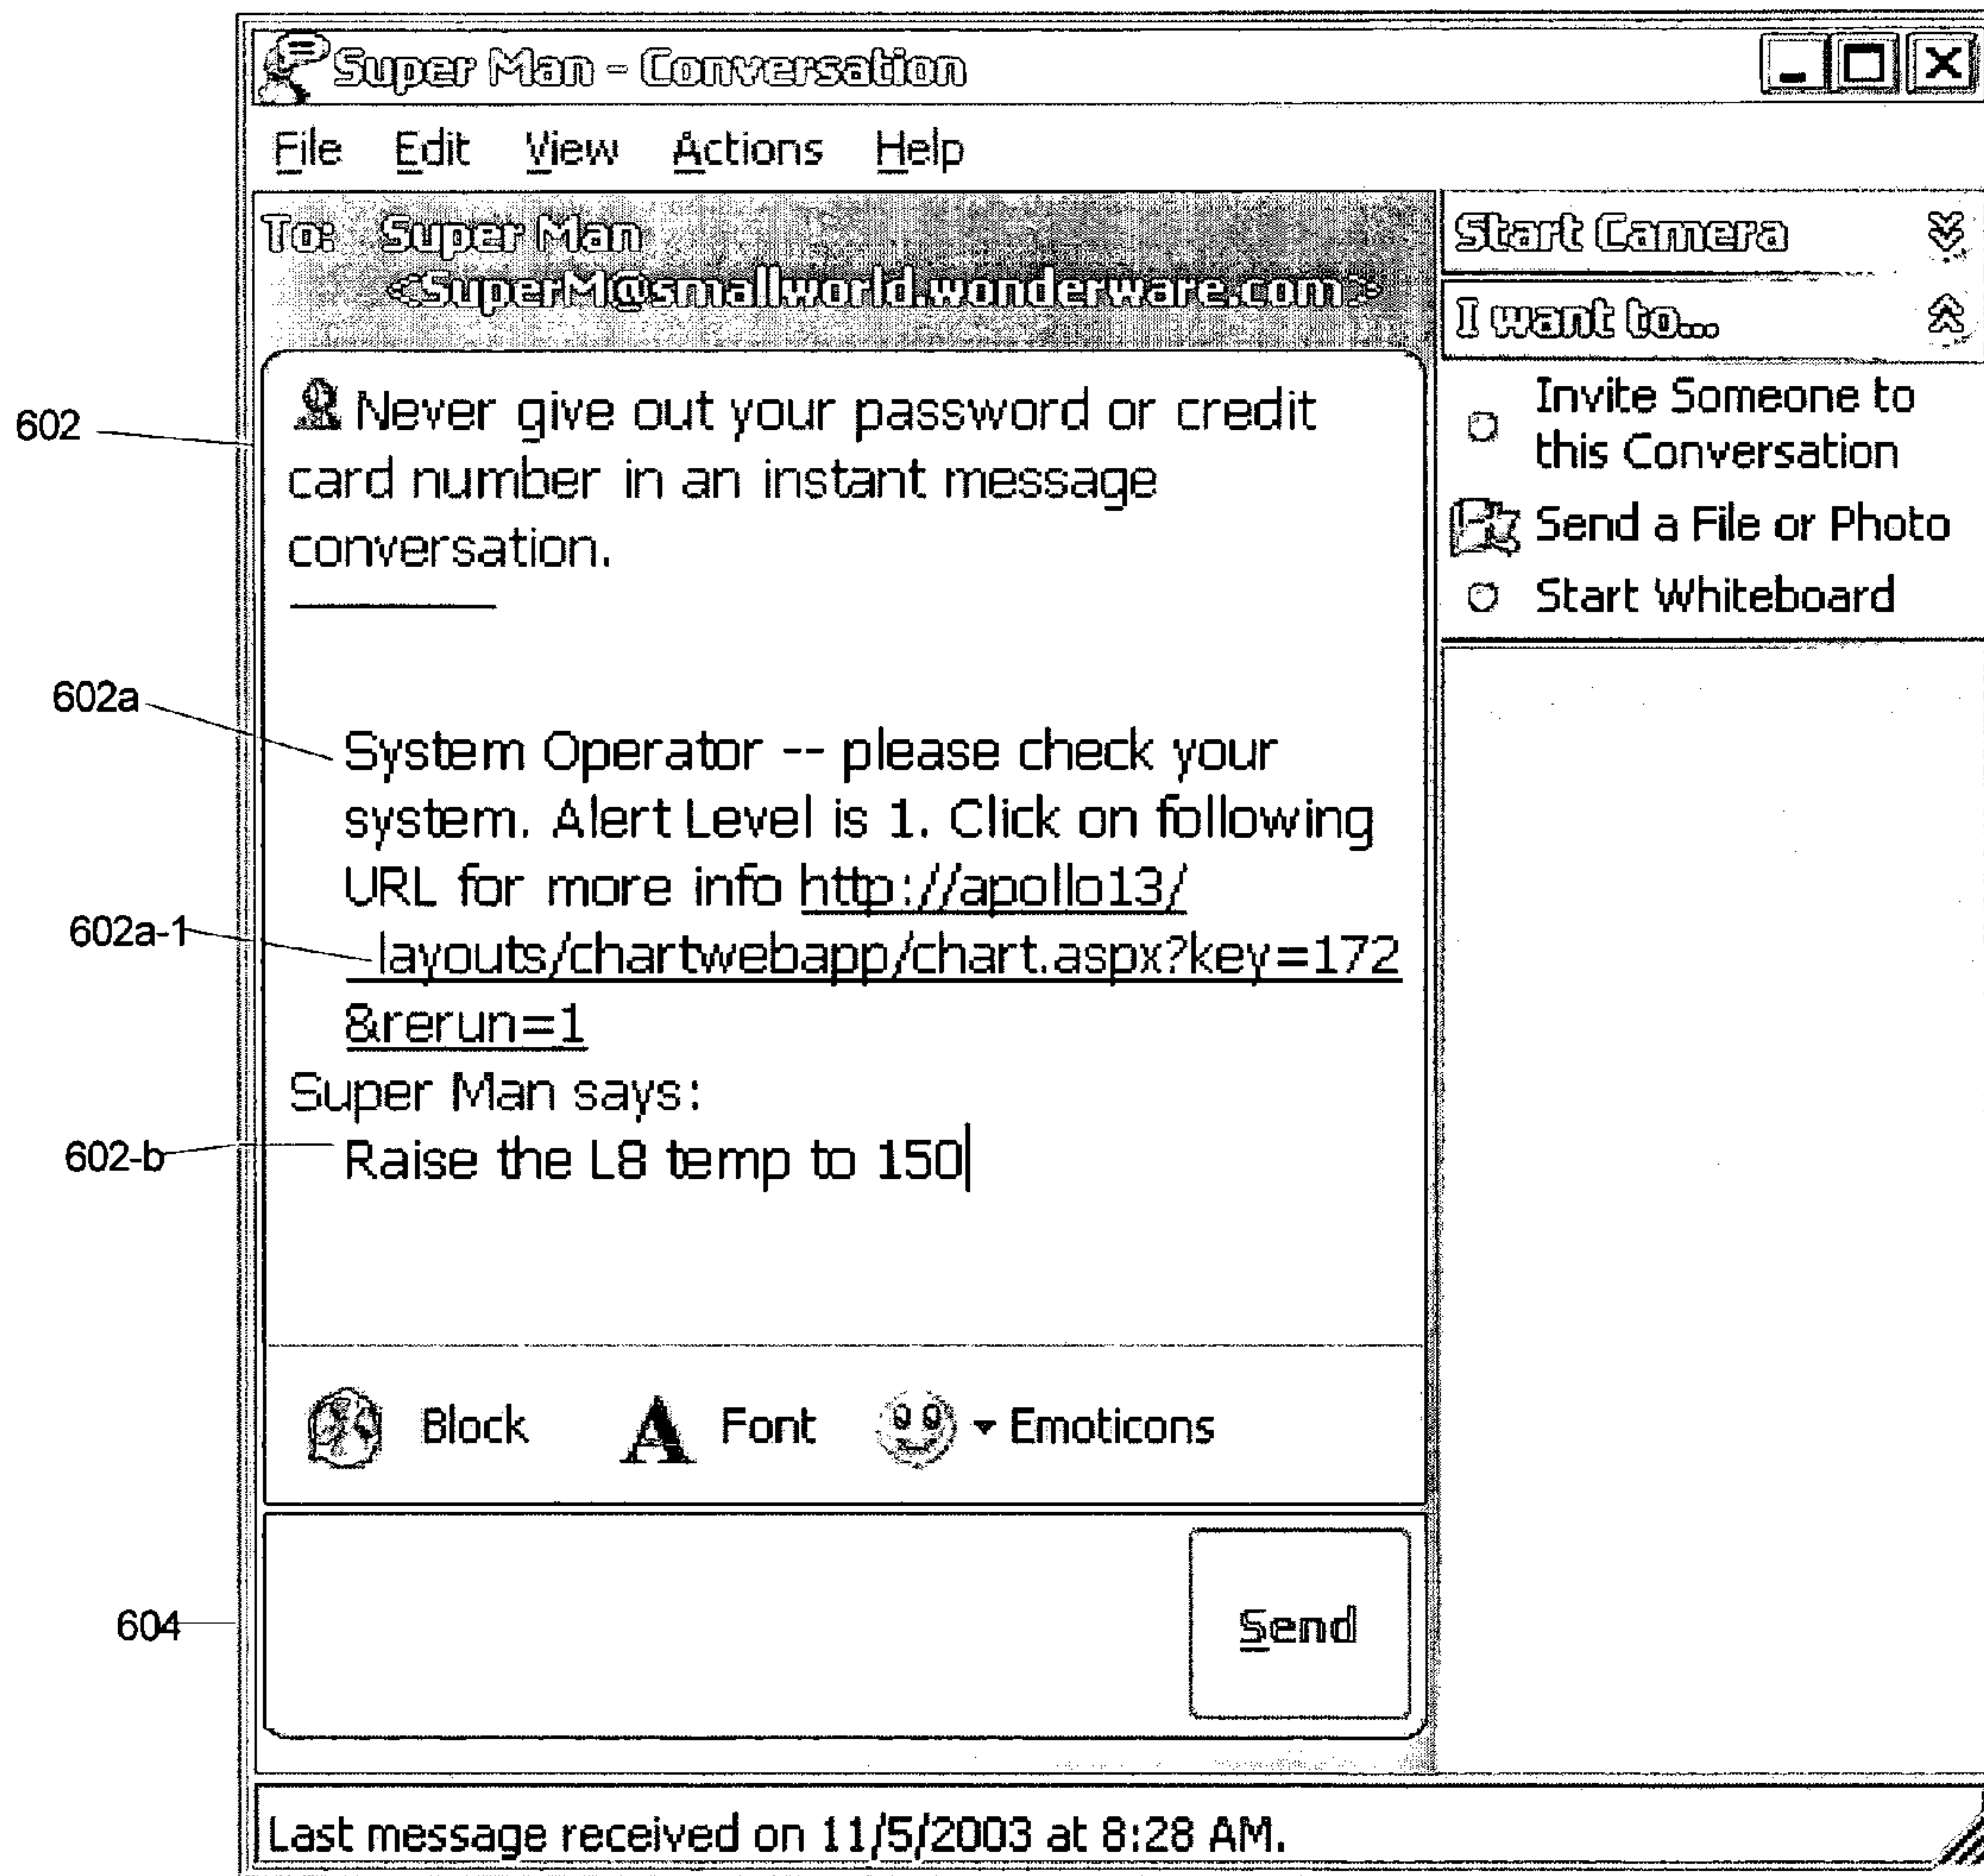 Super Man - Conversation
File Edit View Actions Help
To: Super Man
<SuperM@smallworld.wonderware.com>
Start Camera
I want to...
Invite Someone to
this Conversation
Send a File or Photo
Start Whiteboard
602
Never give out your password or credit
card number in an instant message
conversation.
602a
System Operator -- please check your
system. Alert Level is 1. Click on following
URL for more info http://apollo13/
602a-1
_layouts/chartwebapp/chart.aspx?key=172
&rerun=1
Super Man says:
602-b
Raise the L8 temp to 150
Block A Font Emoticons
604
Send
Last message received on 11/5/2003 at 8:28 AM.